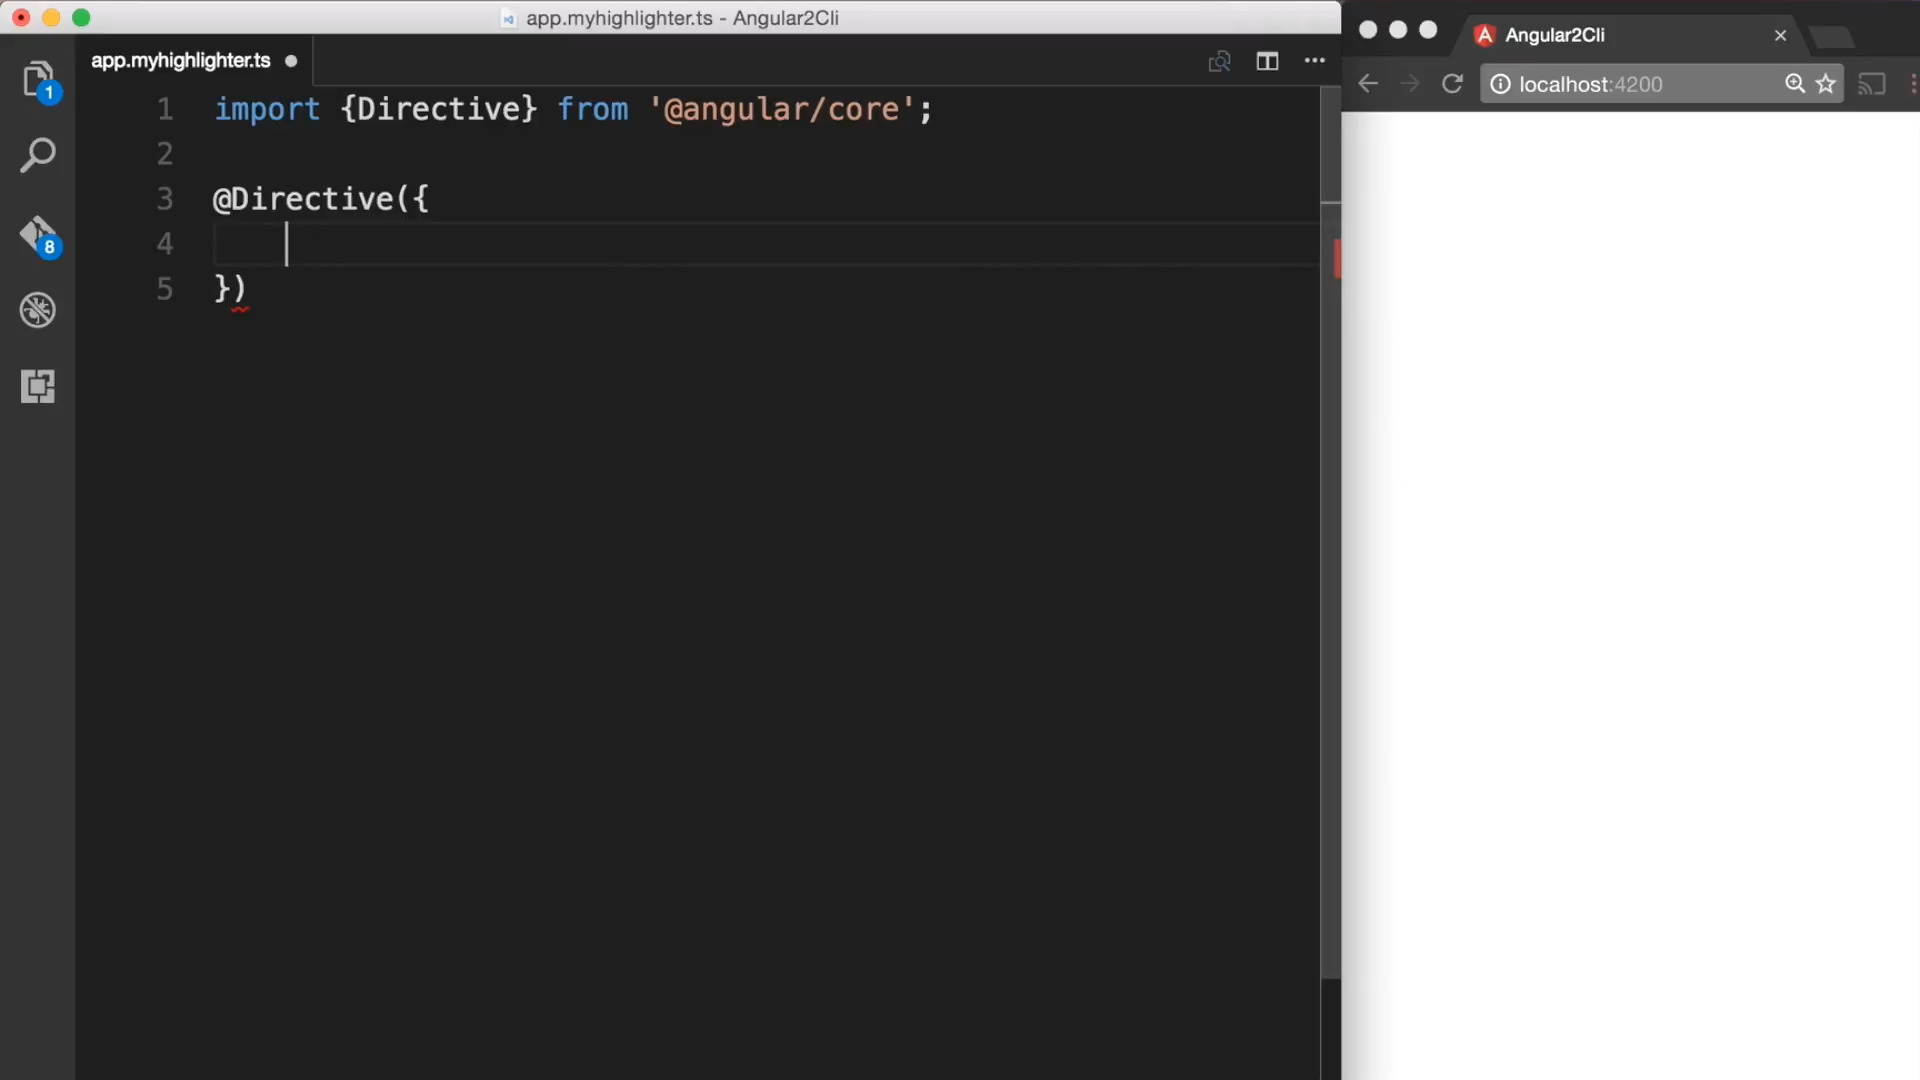 app.myhighlighter.ts - Angular2Cli
app.myhighlighter.ts
1
8
1 import {Directive} from '@angular/core';
2
3 @Directive({
4
5 })
Angular2Cli
localhost:4200